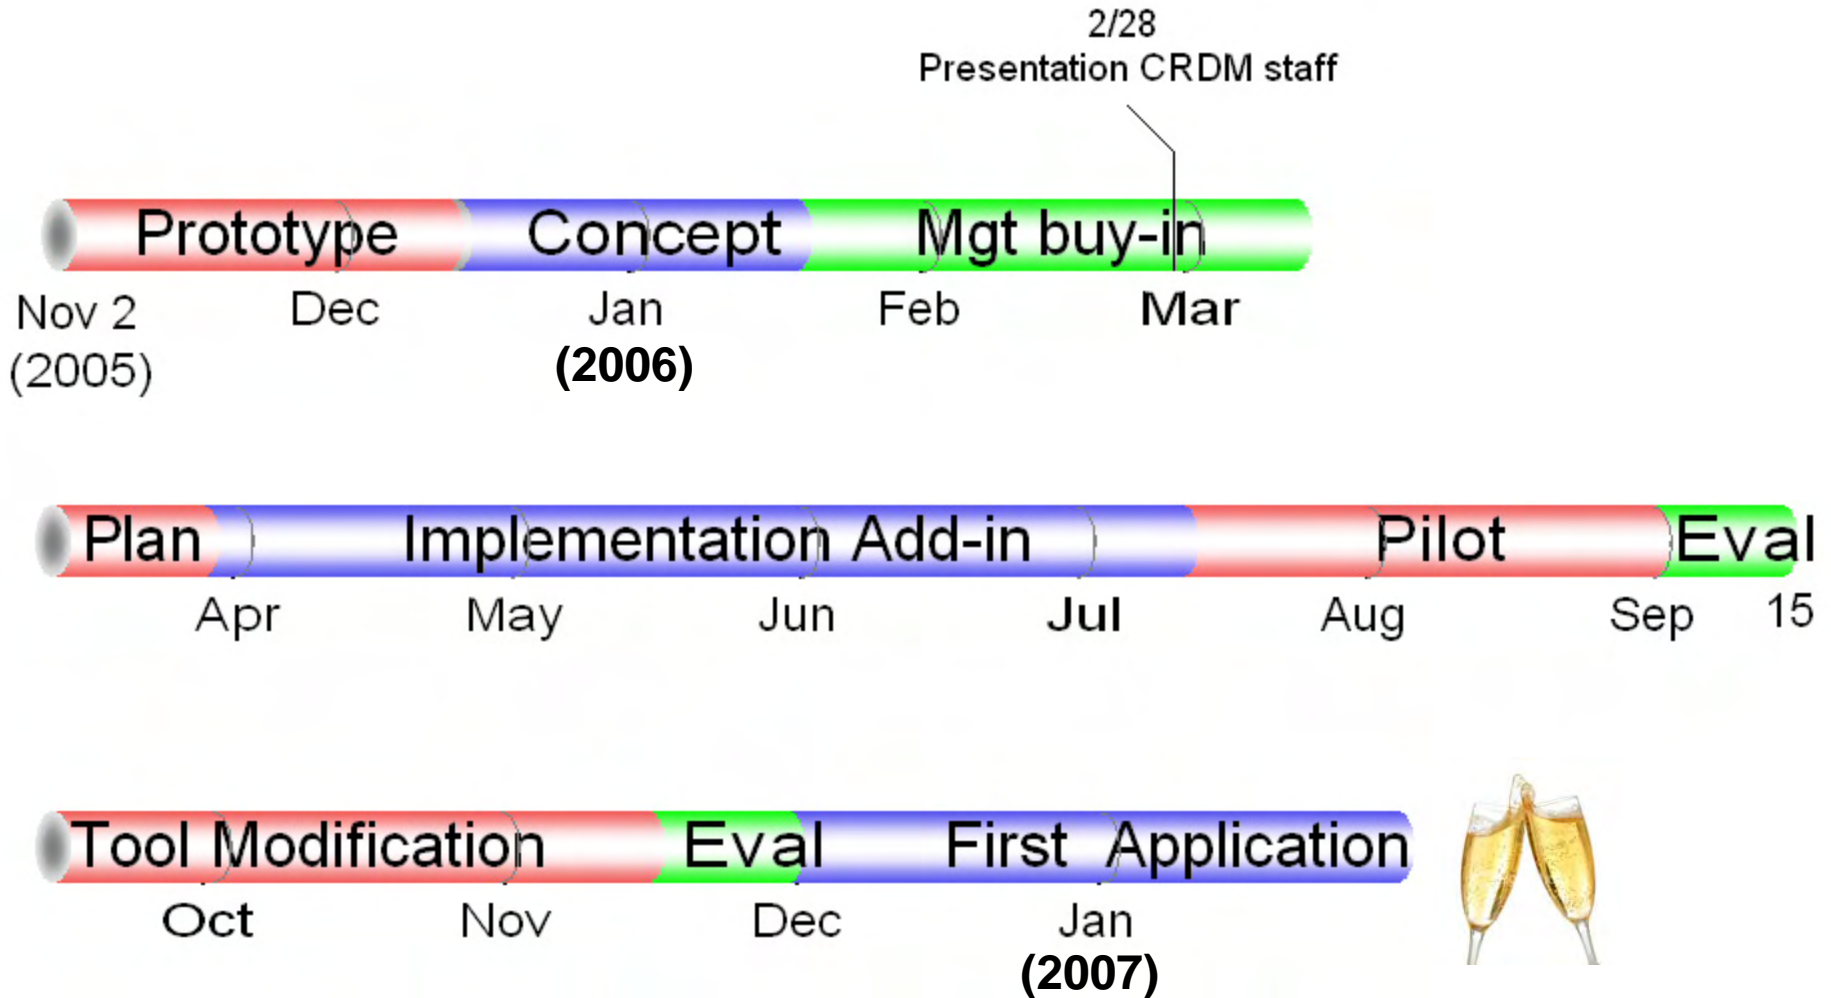 2/28
Presentation CRDM staff
Prototype Concept Mgt buy-in
Nov 2 Dec Jan Feb Mar
(2005) (2006)
Plan Implementation Add-in Pilot Eval
Apr May Jun Jul Aug Sep 15
Tool Modification Eval First Application
Oct Nov Dec Jan
(2007)